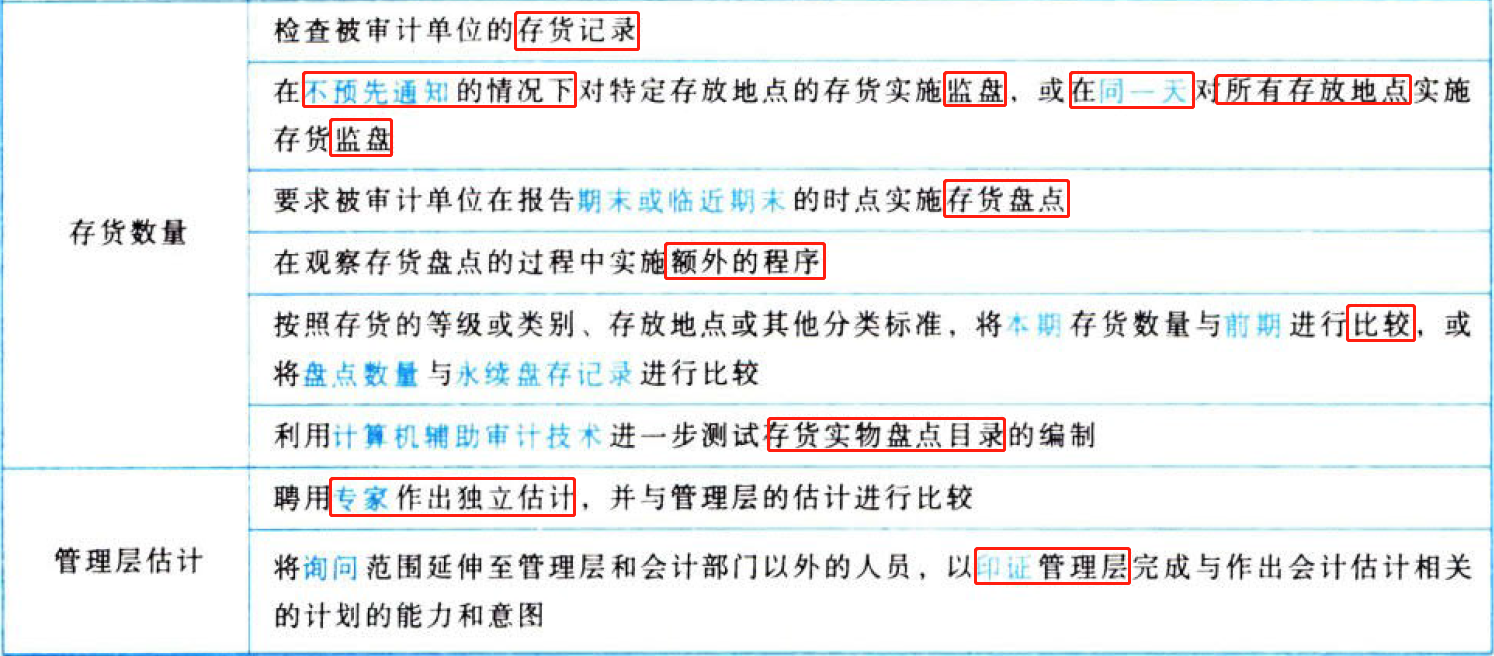 存货数量
检查被审计单位的存货记录
在不预先通知的情况下对特定存放地点的存货实施监盘，或在同一天对所有存放地点实施
存货监盘
要求被审计单位在报告期末或临近期末的时点实施存货盘点
在观察存货盘点的过程中实施额外的程序
按照存货的等级或类别、存放地点或其他分类标准，将本期存货数量与前期进行比较，或
将盘点数量与永续盘存记录进行比较
利用计算机辅助审计技术进一步测试存货实物盘点目录的编制
管理层估计
聘用专家作出独立估计，并与管理层的估计进行比较
将询问范围延伸至管理层和会计部门以外的人员，以印证管理层完成与作出会计估计相关
的计划的能力和意图